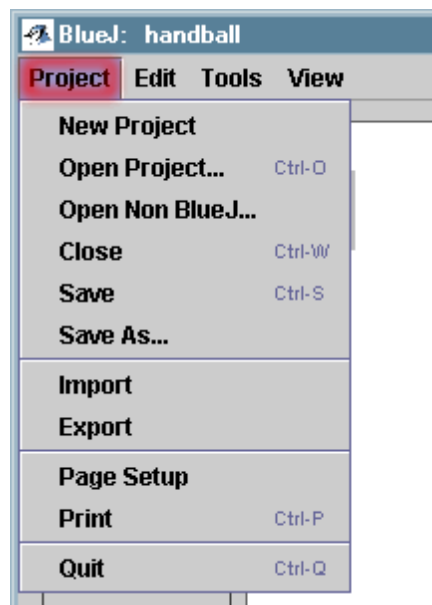 BlueJ: handball
Project Edit Tools View
New Project
Open Project... Ctrl-O
Open Non BlueJ...
Close Ctrl-W
Save Ctrl-S
Save As...
Import
Export
Page Setup
Print Ctrl-P
Quit Ctrl-Q